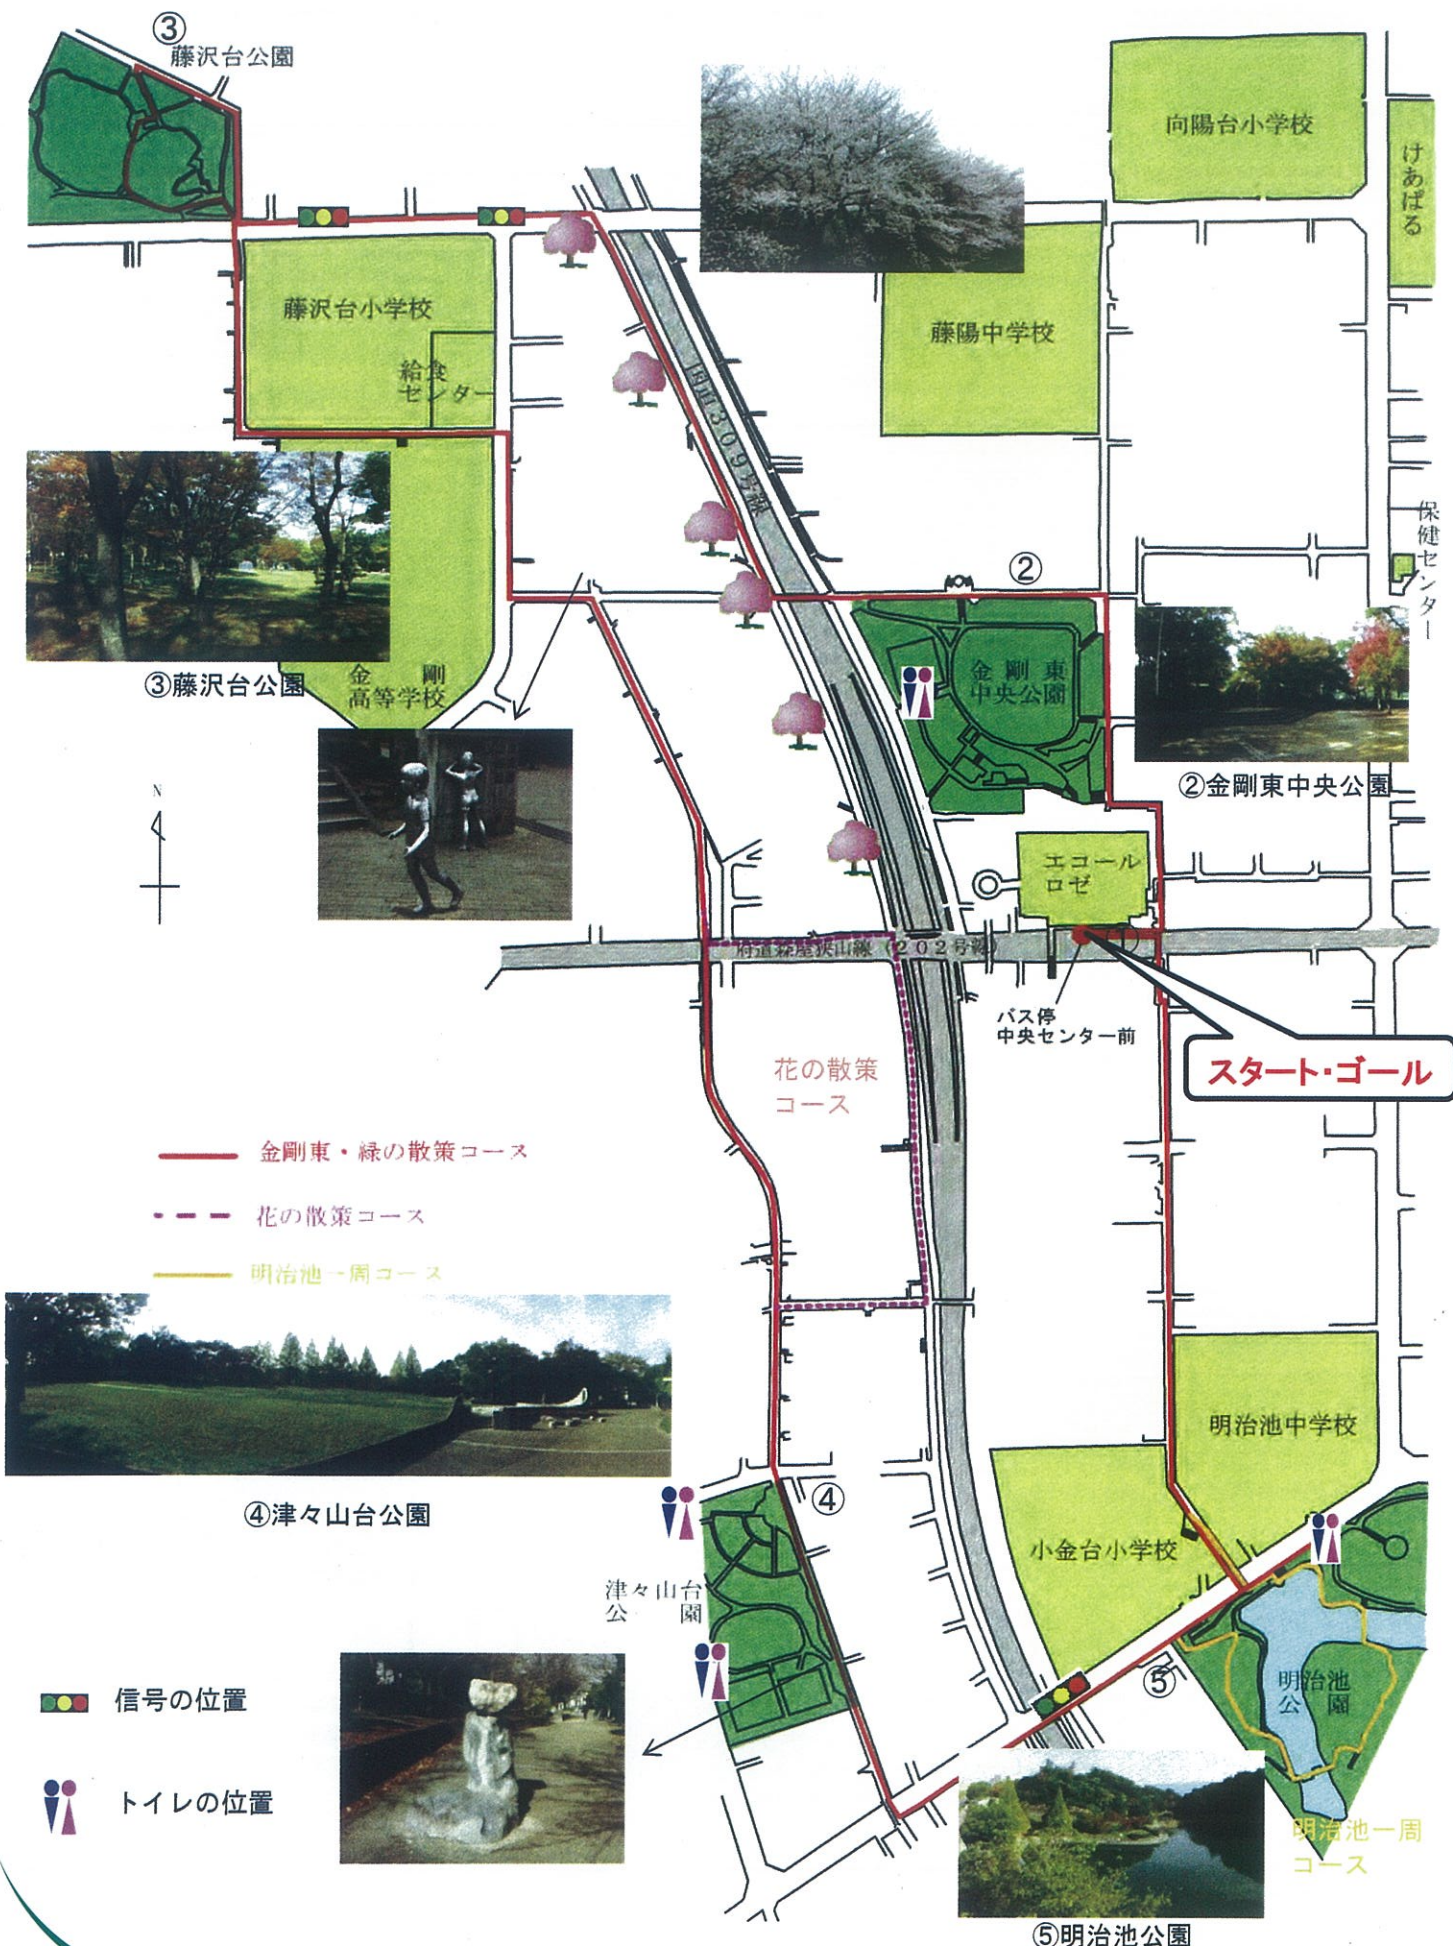 ③
藤沢台公園
向陽台小学校
けあぱる
藤沢台小学校
給食
センター
藤陽中学校
国道309号線
保健センター
②
③藤沢台公園
金剛
高等学校
金剛東
中央公園
②金剛東中央公園
N
エコール
ロゼ
①
府道森屋狭山線(202号線)
バス停
中央センター前
スタート・ゴール
花の散策
コース
金剛東・緑の散策コース
花の散策コース
明治池一周コース
明治池中学校
④
④津々山台公園
小金台小学校
津々山台
公園
⑤
明治池
公園
信号の位置
トイレの位置
明治池一周
コース
⑤明治池公園